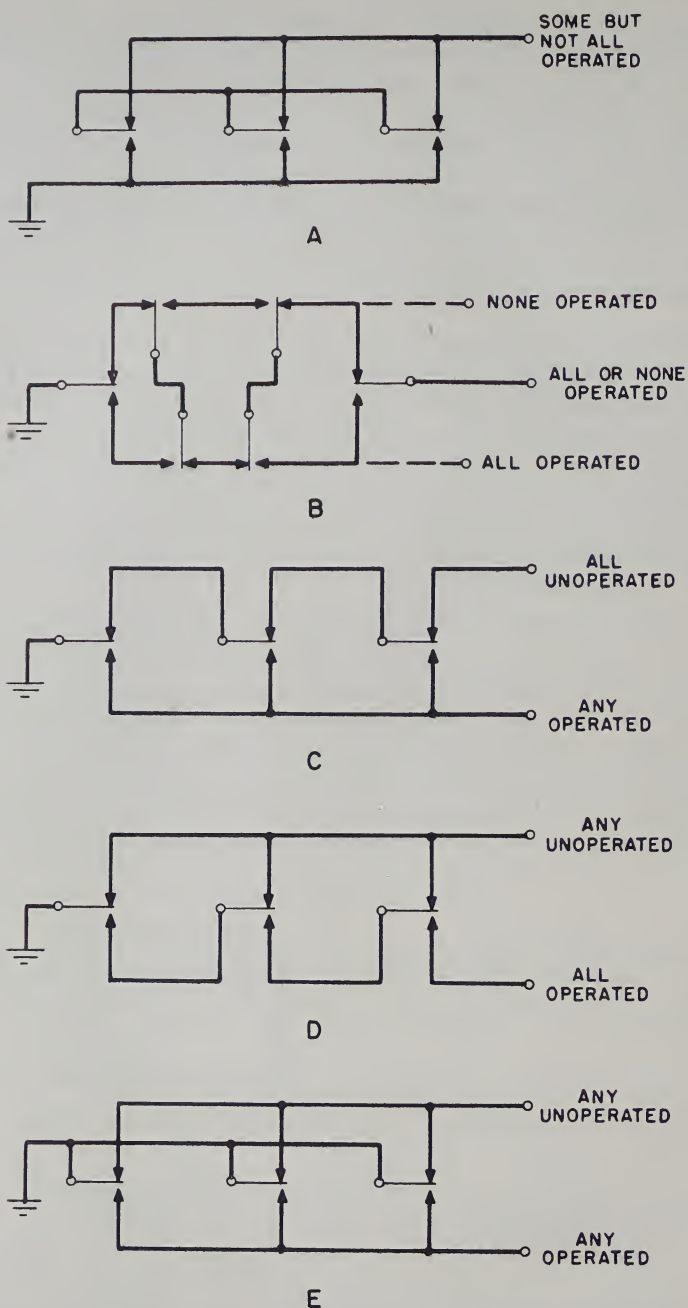 SOME BUT
NOT ALL
OPERATED
A
NONE OPERATED
ALL OR NONE
OPERATED
ALL OPERATED
B
ALL
UNOPERATED
ANY
OPERATED
C
ANY
UNOPERATED
ALL
OPERATED
D
ANY
UNOPERATED
ANY
OPERATED
E